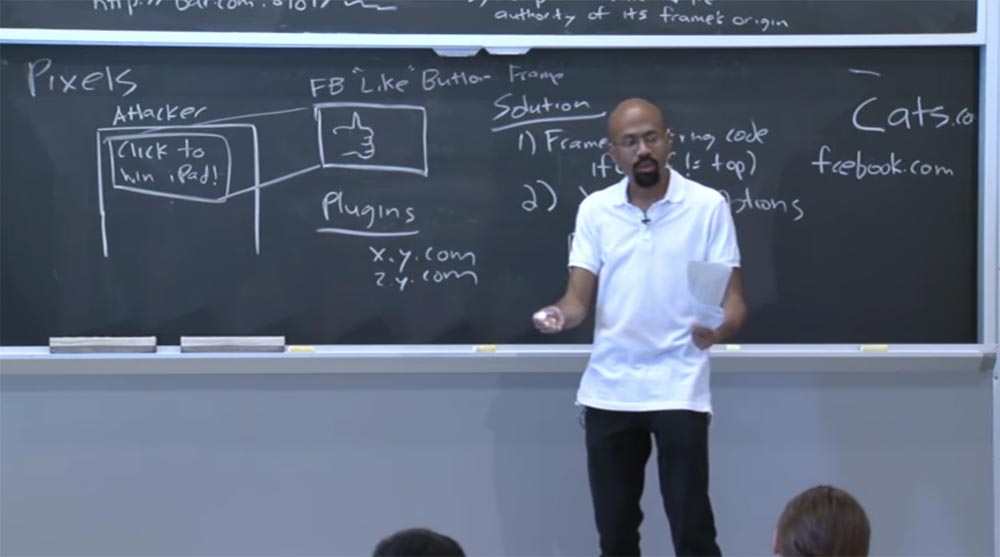 authority of its frame's origin
Pixels
FB "Like" Button Frame
Attacker
Click to
win iPad!
Plugins
x.y.com
z.y.com
Solution
1) Frame code
if != top)
2)
Cats.co
fcebook.com